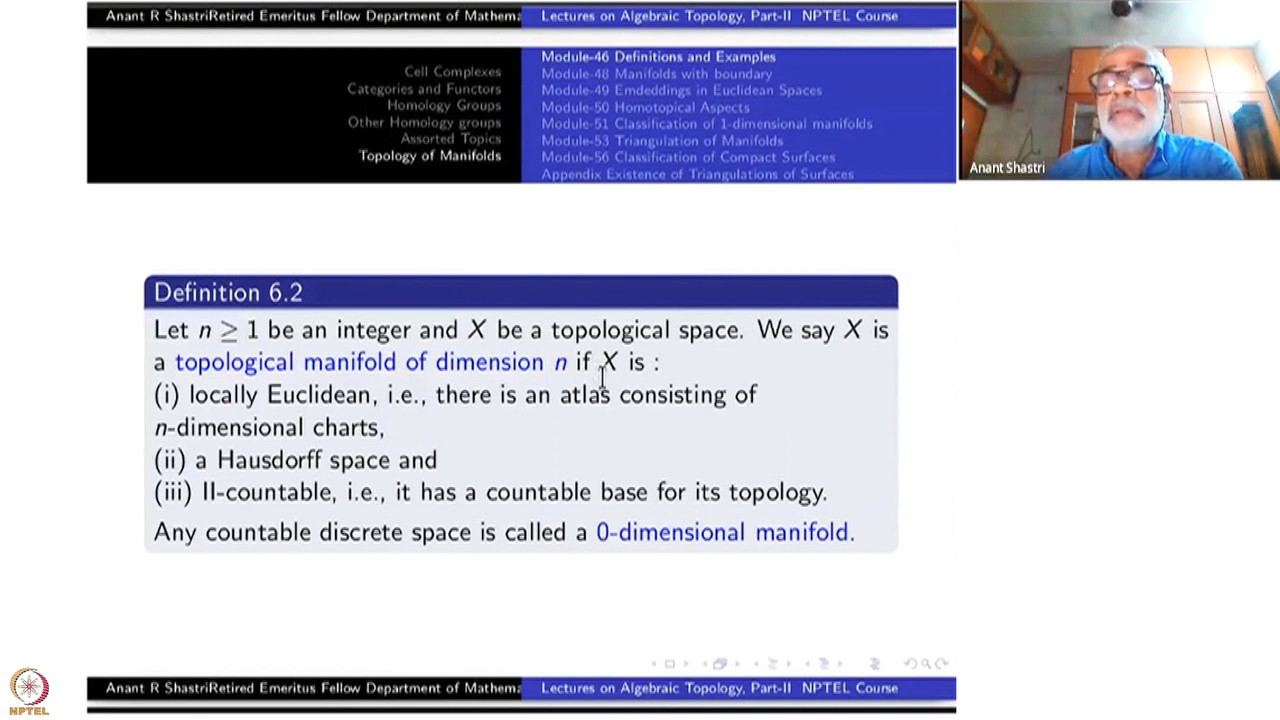 Anant R ShastriRetired Emeritus Fellow Department of Mathema
Lectures on Algebraic Topology, Part-II NPTEL Course
Cell Complexes
Categories and Functors
Homology Groups
Other Homology groups
Assorted Topics
Topology of Manifolds
Module-46 Definitions and Examples
Module-48 Manifolds with boundary
Module-49 Emdeddings in Euclidean Spaces
Module-50 Homotopical Aspects
Module-51 Classification of 1-dimensional manifolds
Module-53 Triangulation of Manifolds
Module-56 Classification of Compact Surfaces
Appendix Existence of Triangulations of Surfaces
Anant Shastri
Definition 6.2
Let n ≥ 1 be an integer and X be a topological space. We say X is
a topological manifold of dimension n if X is :
(i) locally Euclidean, i.e., there is an atlas consisting of
n-dimensional charts,
(ii) a Hausdorff space and
(iii) II-countable, i.e., it has a countable base for its topology.
Any countable discrete space is called a 0-dimensional manifold.
Anant R ShastriRetired Emeritus Fellow Department of Mathema
Lectures on Algebraic Topology, Part-II NPTEL Course
NPTEL